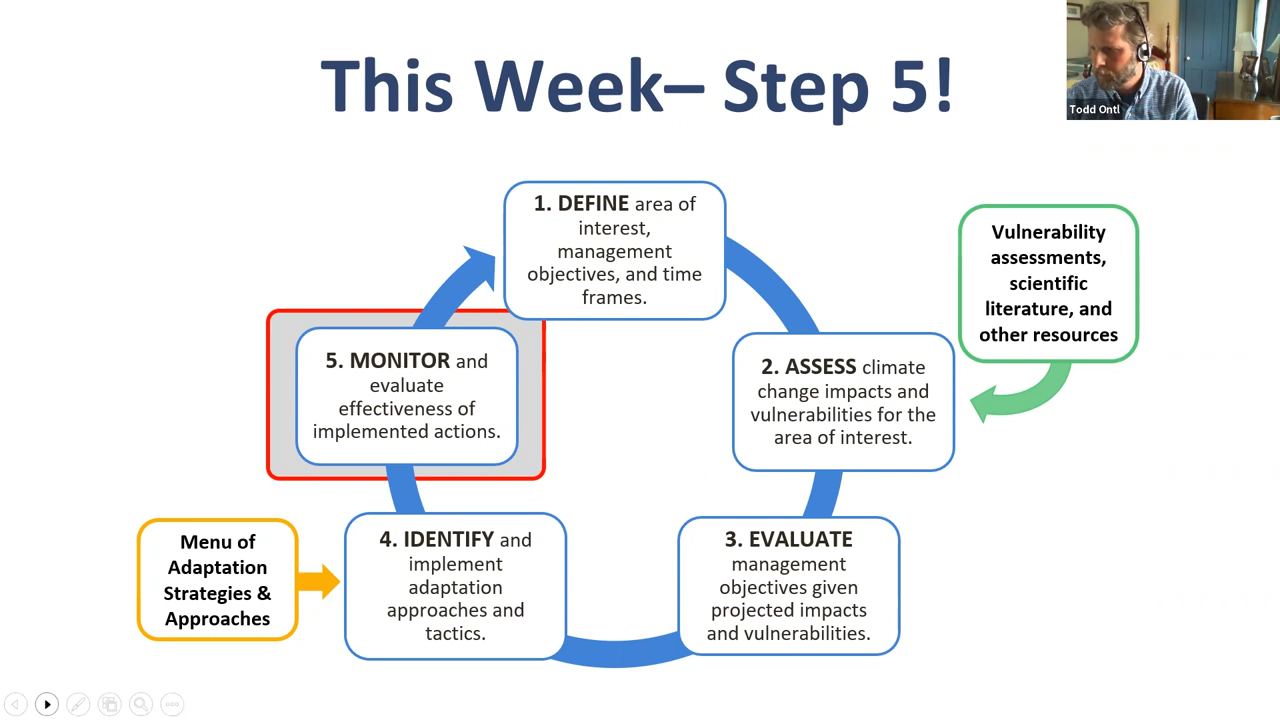 This Week– Step 5!
Todd Ontl
1. DEFINE area of
interest,
management
objectives, and time
frames.
Vulnerability
assessments,
scientific
literature, and
other resources
2. ASSESS climate
change impacts and
vulnerabilities for the
area of interest.
5. MONITOR and
evaluate
effectiveness of
implemented actions.
3. EVALUATE
management
objectives given
projected impacts
and vulnerabilities.
4. IDENTIFY and
implement
adaptation
approaches and
tactics.
Menu of
Adaptation
Strategies &
Approaches